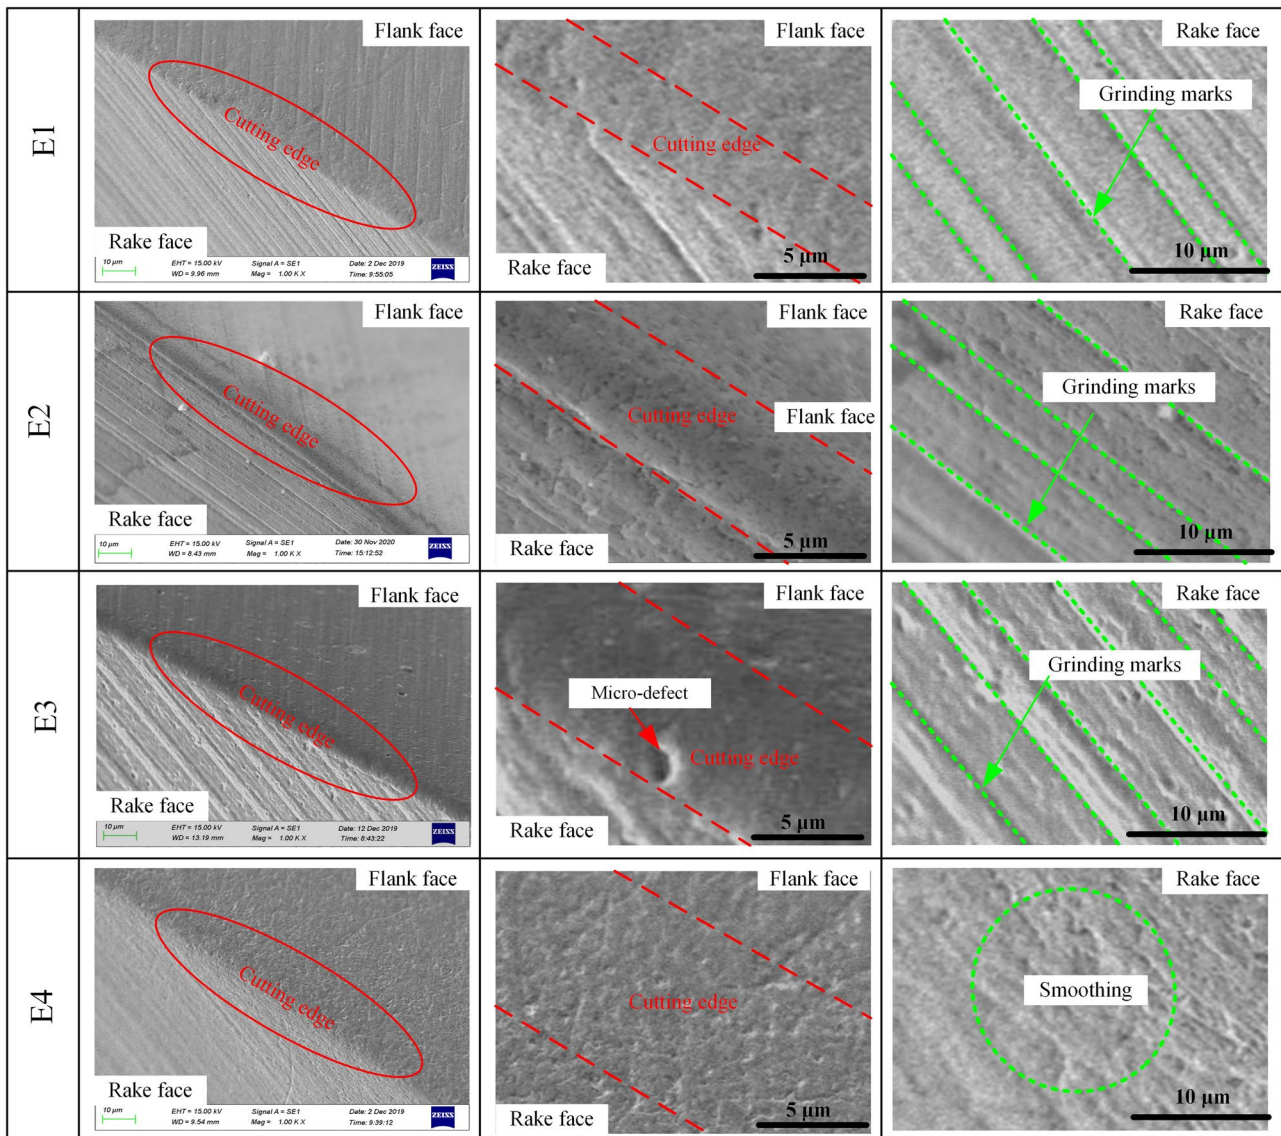 E1
Flank face
Cutting edge
Rake face
10 µm
EHT = 15.00 kV
WD = 9.96 mm
Signal A = SE1
Mag = 1.00 K X
Date: 2 Dec 2019
Time: 9:55:05
ZEISS
Flank face
Cutting edge
Rake face
5 µm
Rake face
Grinding marks
10 µm
E2
Flank face
Cutting edge
Rake face
10 µm
EHT = 15.00 kV
WD = 8.43 mm
Signal A = SE1
Mag = 1.00 K X
Date: 30 Nov 2020
Time: 15:12:52
ZEISS
Flank face
Cutting edge
Flank face
Rake face
5 µm
Rake face
Grinding marks
10 µm
E3
Flank face
Cutting edge
Rake face
10 µm
EHT = 15.00 kV
WD = 13.19 mm
Signal A = SE1
Mag = 1.00 K X
Date: 12 Dec 2019
Time: 8:43:22
ZEISS
Flank face
Micro-defect
Cutting edge
Rake face
5 µm
Rake face
Grinding marks
10 µm
E4
Flank face
Cutting edge
Rake face
10 µm
EHT = 15.00 kV
WD = 9.54 mm
Signal A = SE1
Mag = 1.00 K X
Date: 2 Dec 2019
Time: 9:39:12
ZEISS
Flank face
Cutting edge
Rake face
5 µm
Rake face
Smoothing
10 µm